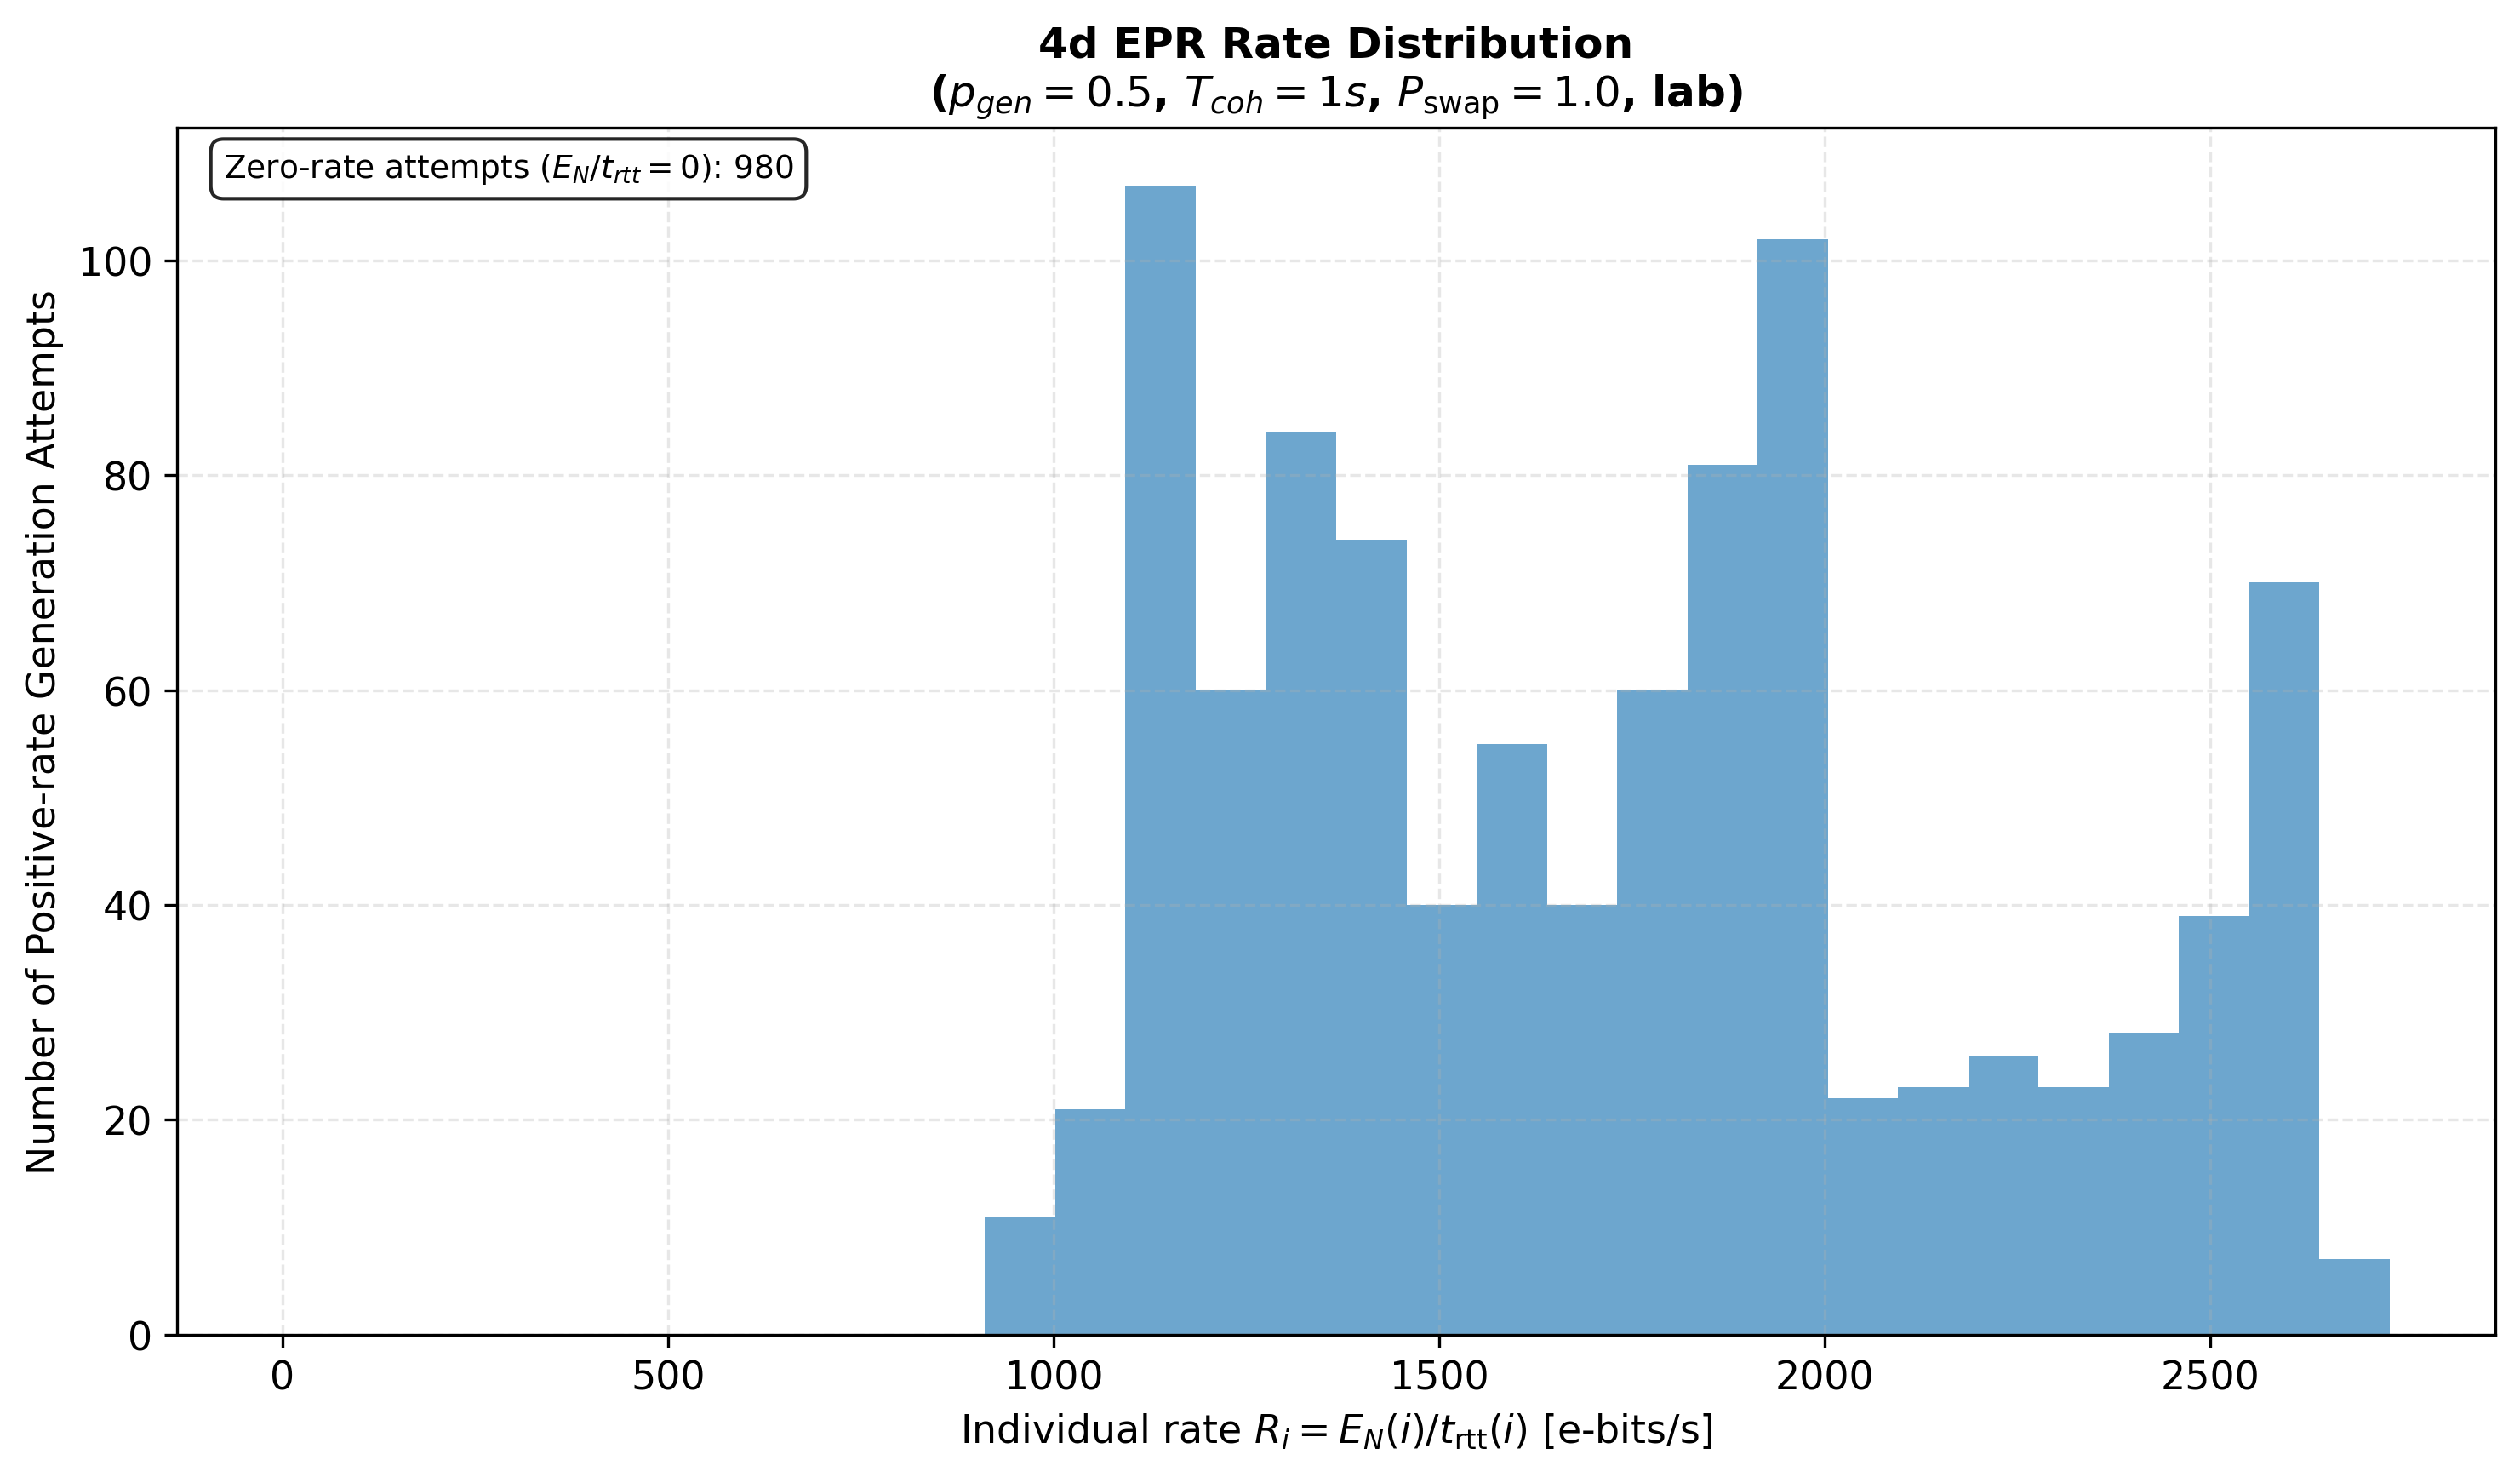 4d EPR Rate Distribution
(p_gen = 0.5, T_coh = 1s, P_swap = 1.0, lab)
Zero-rate attempts (E_N/t_rtt = 0): 980
Number of Positive-rate Generation Attempts
100
80
60
40
20
0
0 500 1000 1500 2000 2500
Individual rate R_i = E_N(i)/t_rtt(i) [e-bits/s]